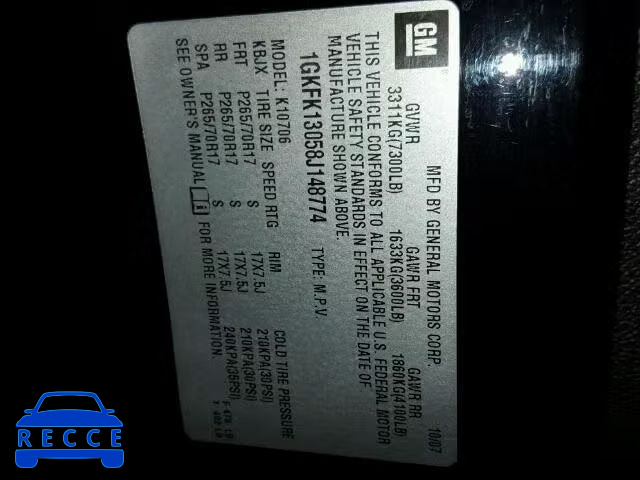 GM
MFD BY GENERAL MOTORS CORP. 10/07
GVWR GAWR FRT GAWR RR
3311KG(7300LB) 1633KG(3600LB) 1860KG(4100LB)
THIS VEHICLE CONFORMS TO ALL APPLICABLE U.S. FEDERAL MOTOR
VEHICLE SAFETY STANDARDS IN EFFECT ON THE DATE OF
MANUFACTURE SHOWN ABOVE.
1GKFK13058J148774 TYPE: M.P.V.
MODEL: K10706
KBJX TIRE SIZE SPEED RTG RIM COLD TIRE PRESSURE
FRT P265/70R17 S 17X7.5J 210KPA(30PSI)
RR P265/70R17 S 17X7.5J 210KPA(30PSI)
SPA P265/70R17 S 17X7.5J 240KPA(35PSI)
SEE OWNER'S MANUAL FOR MORE INFORMATION.
RECCE